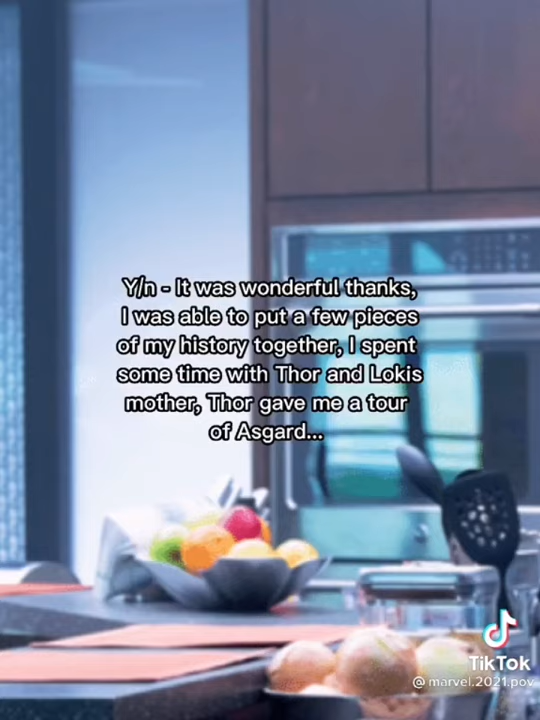 Y/n - It was wonderful thanks,
I was able to put a few pieces
of my history together, I spent
some time with Thor and Lokis
mother, Thor gave me a tour
of Asgard...
TikTok
@marvel.2021.pov